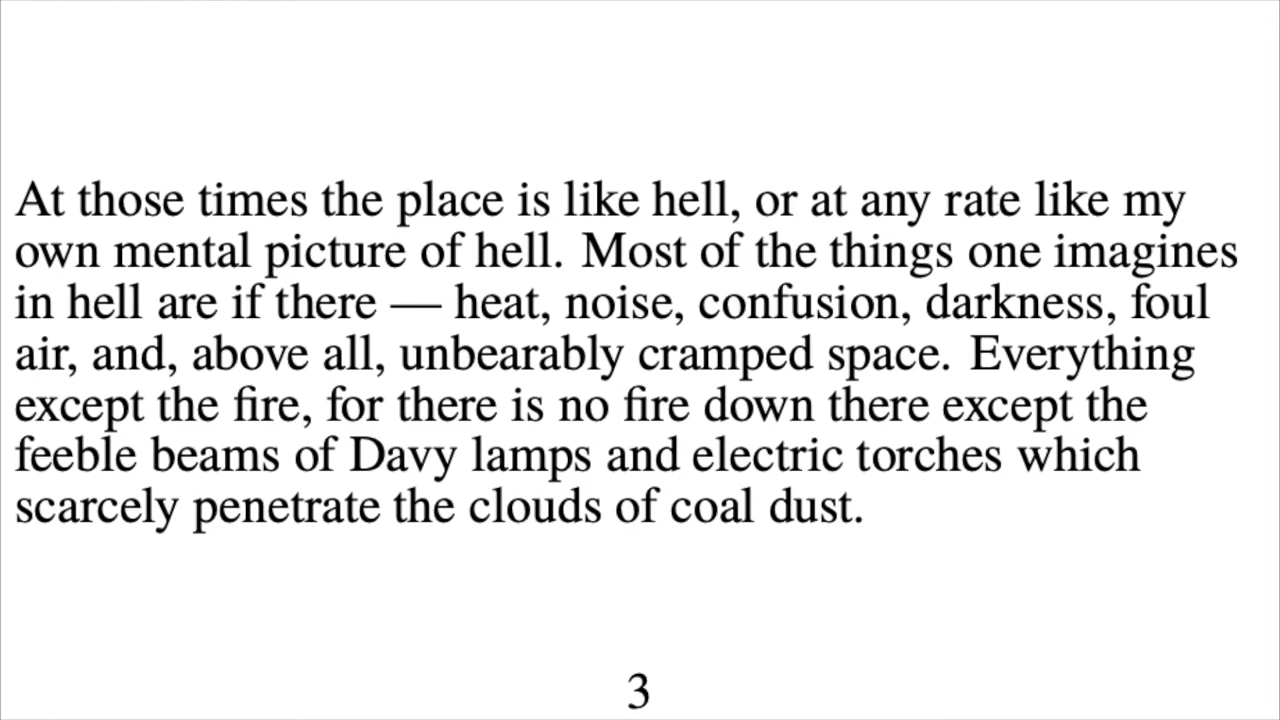 At those times the place is like hell, or at any rate like my
own mental picture of hell. Most of the things one imagines
in hell are if there — heat, noise, confusion, darkness, foul
air, and, above all, unbearably cramped space. Everything
except the fire, for there is no fire down there except the
feeble beams of Davy lamps and electric torches which
scarcely penetrate the clouds of coal dust.
3